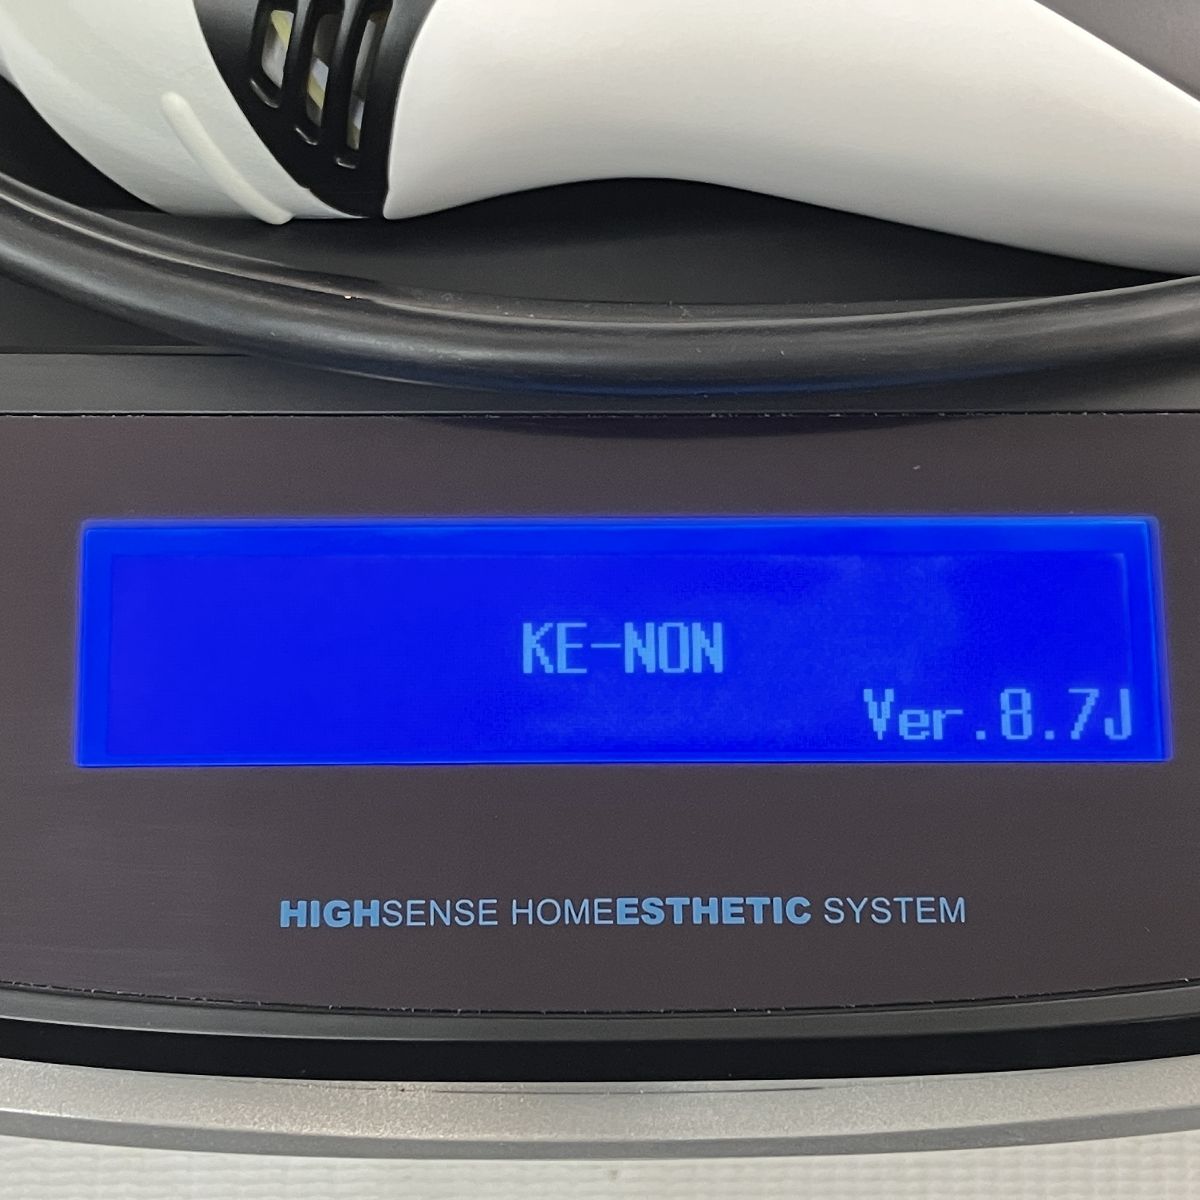 KE-NON
Ver.8.7J
HIGHSENSE HOMEESTHETIC SYSTEM